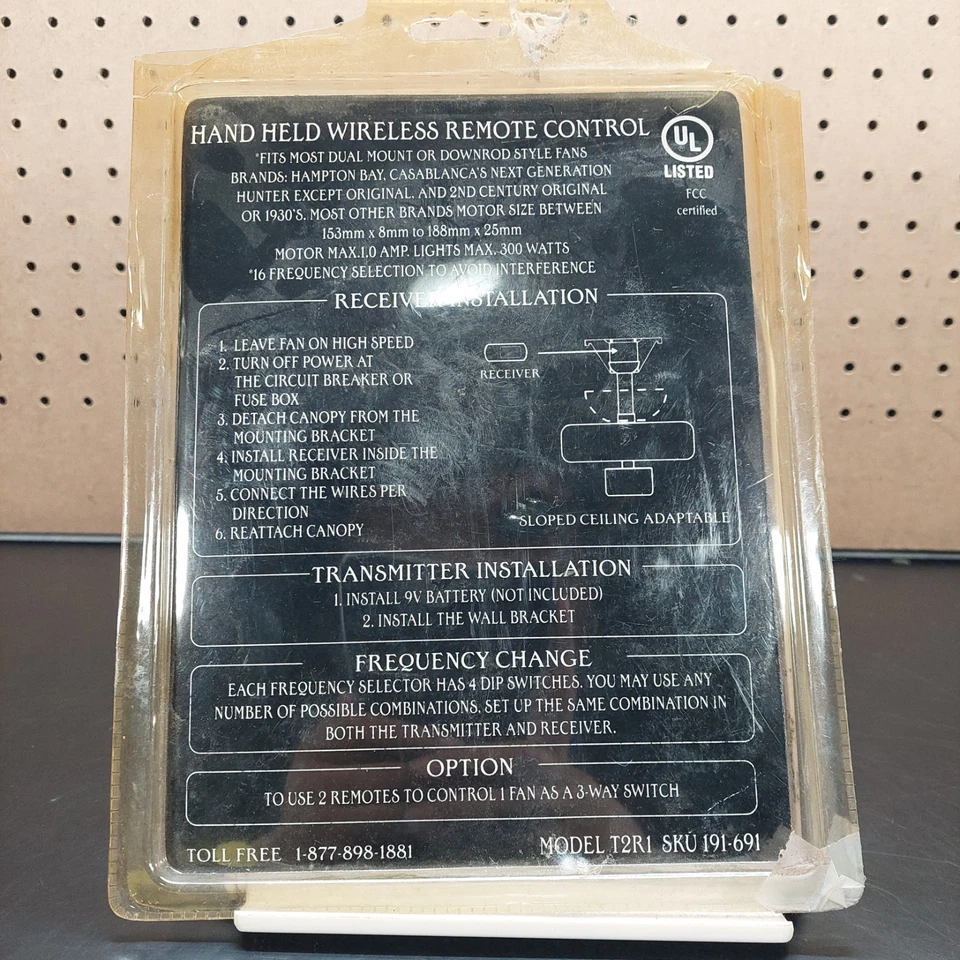 HAND HELD WIRELESS REMOTE CONTROL
*FITS MOST DUAL MOUNT OR DOWNROD STYLE FANS
BRANDS: HAMPTON BAY, CASABLANCA'S NEXT GENERATION
HUNTER EXCEPT ORIGINAL, AND 2ND CENTURY ORIGINAL
OR 1930'S. MOST OTHER BRANDS MOTOR SIZE BETWEEN
153mm x 8mm to 188mm x 25mm
MOTOR MAX.1.0 AMP. LIGHTS MAX. 300 WATTS
*16 FREQUENCY SELECTION TO AVOID INTERFERENCE
UL
LISTED
FCC
certified
RECEIVER INSTALLATION
1. LEAVE FAN ON HIGH SPEED
2. TURN OFF POWER AT
THE CIRCUIT BREAKER OR
FUSE BOX
3. DETACH CANOPY FROM THE
MOUNTING BRACKET
4. INSTALL RECEIVER INSIDE THE
MOUNTING BRACKET
5. CONNECT THE WIRES PER
DIRECTION
6. REATTACH CANOPY
RECEIVER
SLOPED CEILING ADAPTABLE
TRANSMITTER INSTALLATION
1. INSTALL 9V BATTERY (NOT INCLUDED)
2. INSTALL THE WALL BRACKET
FREQUENCY CHANGE
EACH FREQUENCY SELECTOR HAS 4 DIP SWITCHES. YOU MAY USE ANY
NUMBER OF POSSIBLE COMBINATIONS. SET UP THE SAME COMBINATION IN
BOTH THE TRANSMITTER AND RECEIVER.
OPTION
TO USE 2 REMOTES TO CONTROL 1 FAN AS A 3-WAY SWITCH
TOLL FREE 1-877-898-1881
MODEL T2R1 SKU 191-691